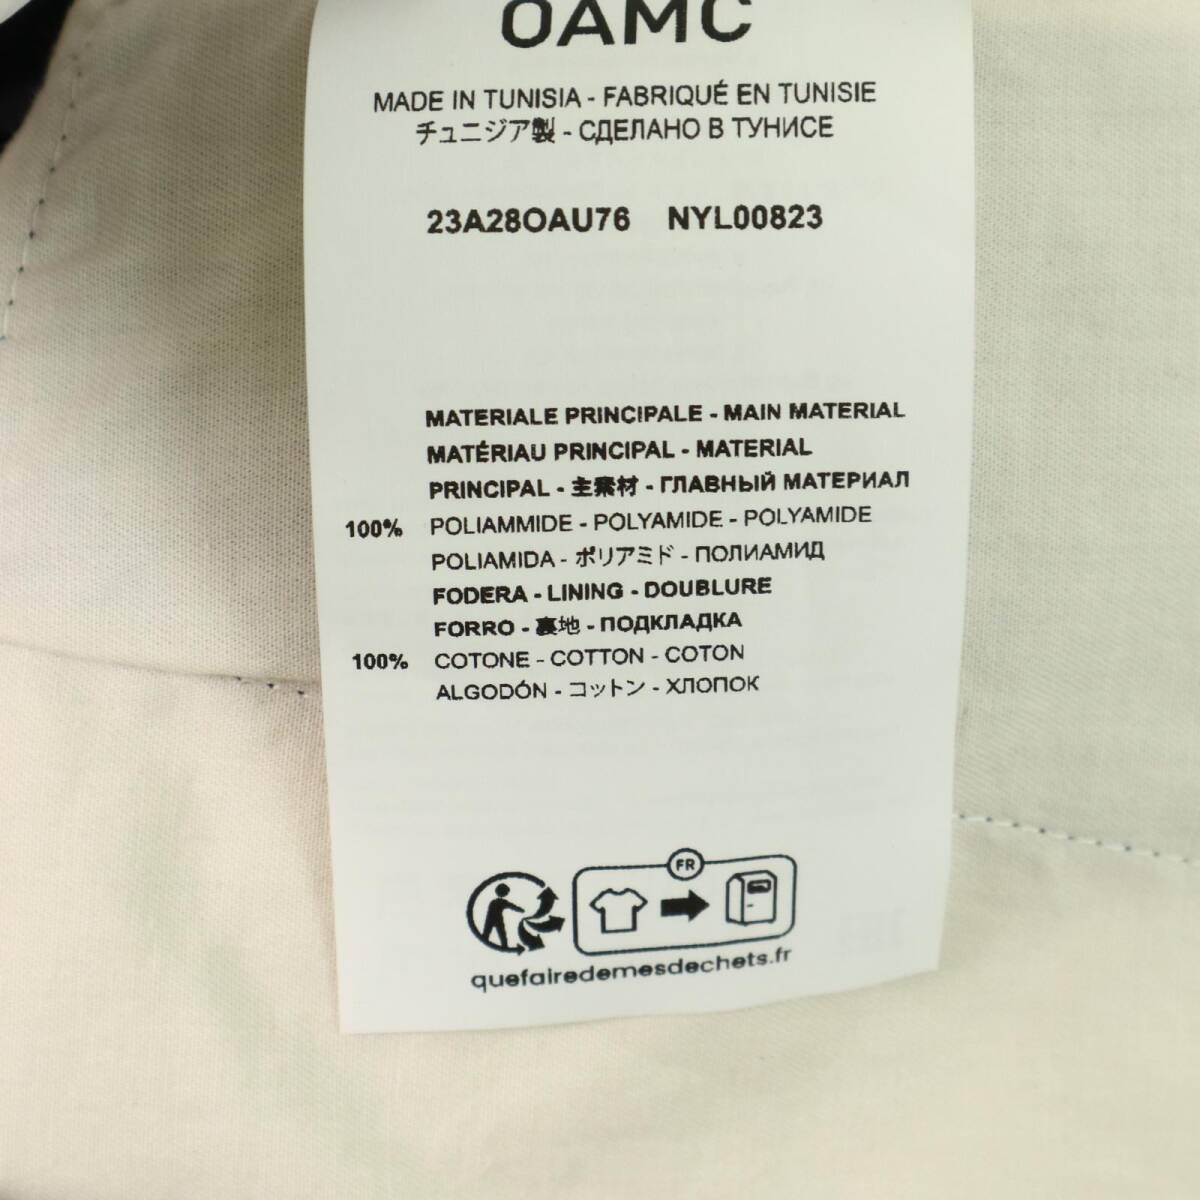 OAMC
MADE IN TUNISIA - FABRIQUÉ EN TUNISIE
チュニジア製 - СДЕЛАНО В ТУНИСЕ
23A28OAU76 NYL00823
MATERIALE PRINCIPALE - MAIN MATERIAL
MATÉRIAU PRINCIPAL - MATERIAL
PRINCIPAL - 主素材 - ГЛАВНЫЙ МАТЕРИАЛ
100% POLIAMMIDE - POLYAMIDE - POLYAMIDE
POLIAMIDA - ポリアミド - ПОЛИАМИД
FODERA - LINING - DOUBLURE
FORRO - 裏地 - ПОДКЛАДКА
100% COTONE - COTTON - COTON
ALGODÓN - コットン - ХЛОПОК
FR
quefairedemesdechets.fr